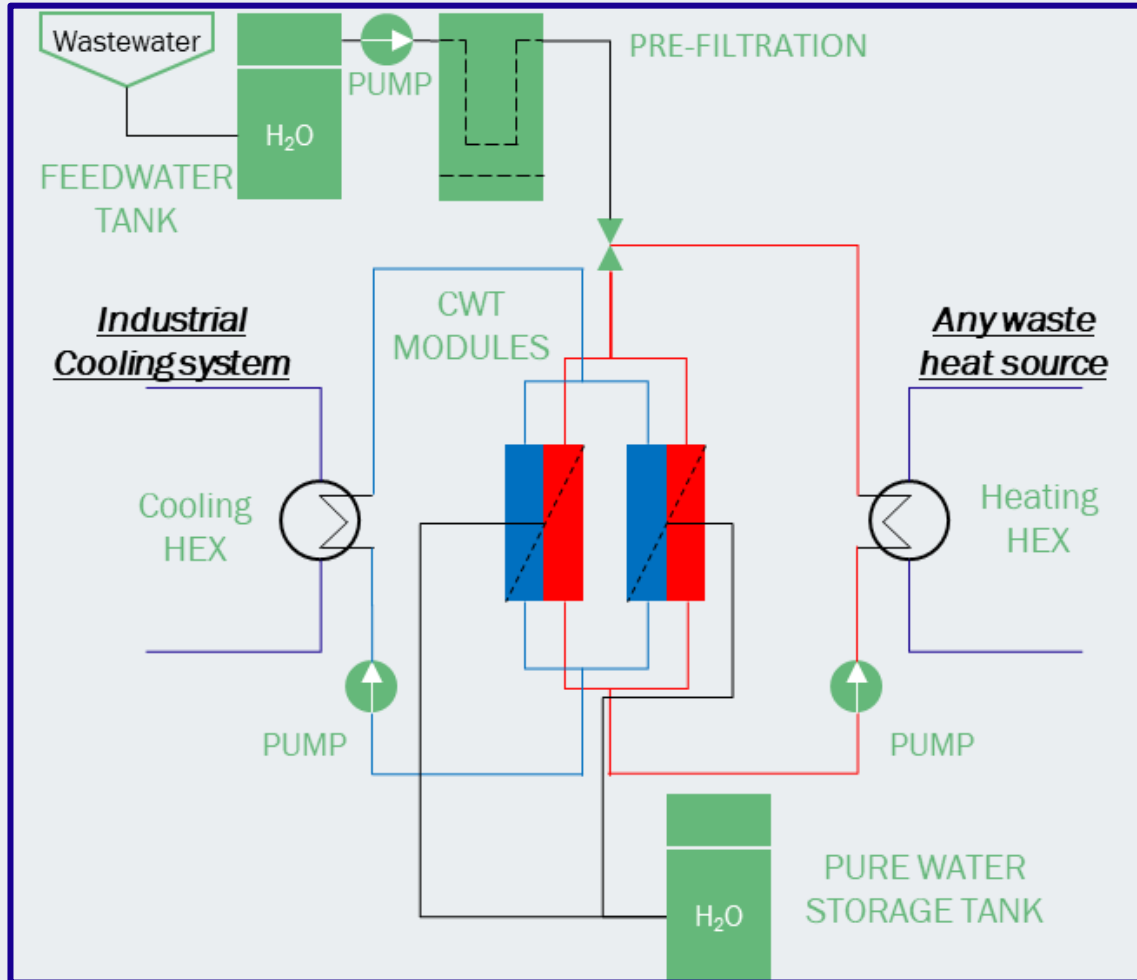 Wastewater
PUMP
PRE-FILTRATION
H₂O
FEEDWATER
TANK
CWT
MODULES
Industrial
Cooling system
Any waste
heat source
Cooling
HEX
Heating
HEX
PUMP
PUMP
H₂O
PURE WATER
STORAGE TANK